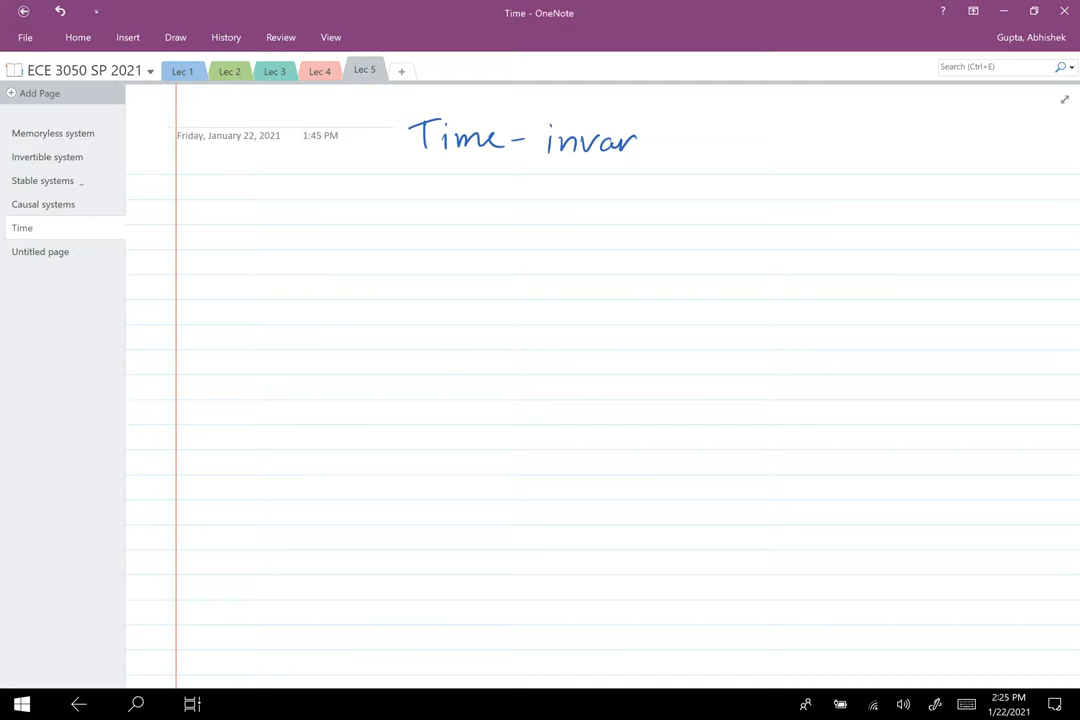 Time - OneNote
?
File Home Insert Draw History Review View
Gupta, Abhishek
ECE 3050 SP 2021 Lec 1 Lec 2 Lec 3 Lec 4 Lec 5 +
Search (Ctrl+E)
Add Page
Friday, January 22, 2021 1:45 PM
Time - invar
Memoryless system
Invertible system
Stable systems _
Causal systems
Time
Untitled page
2:25 PM
1/22/2021